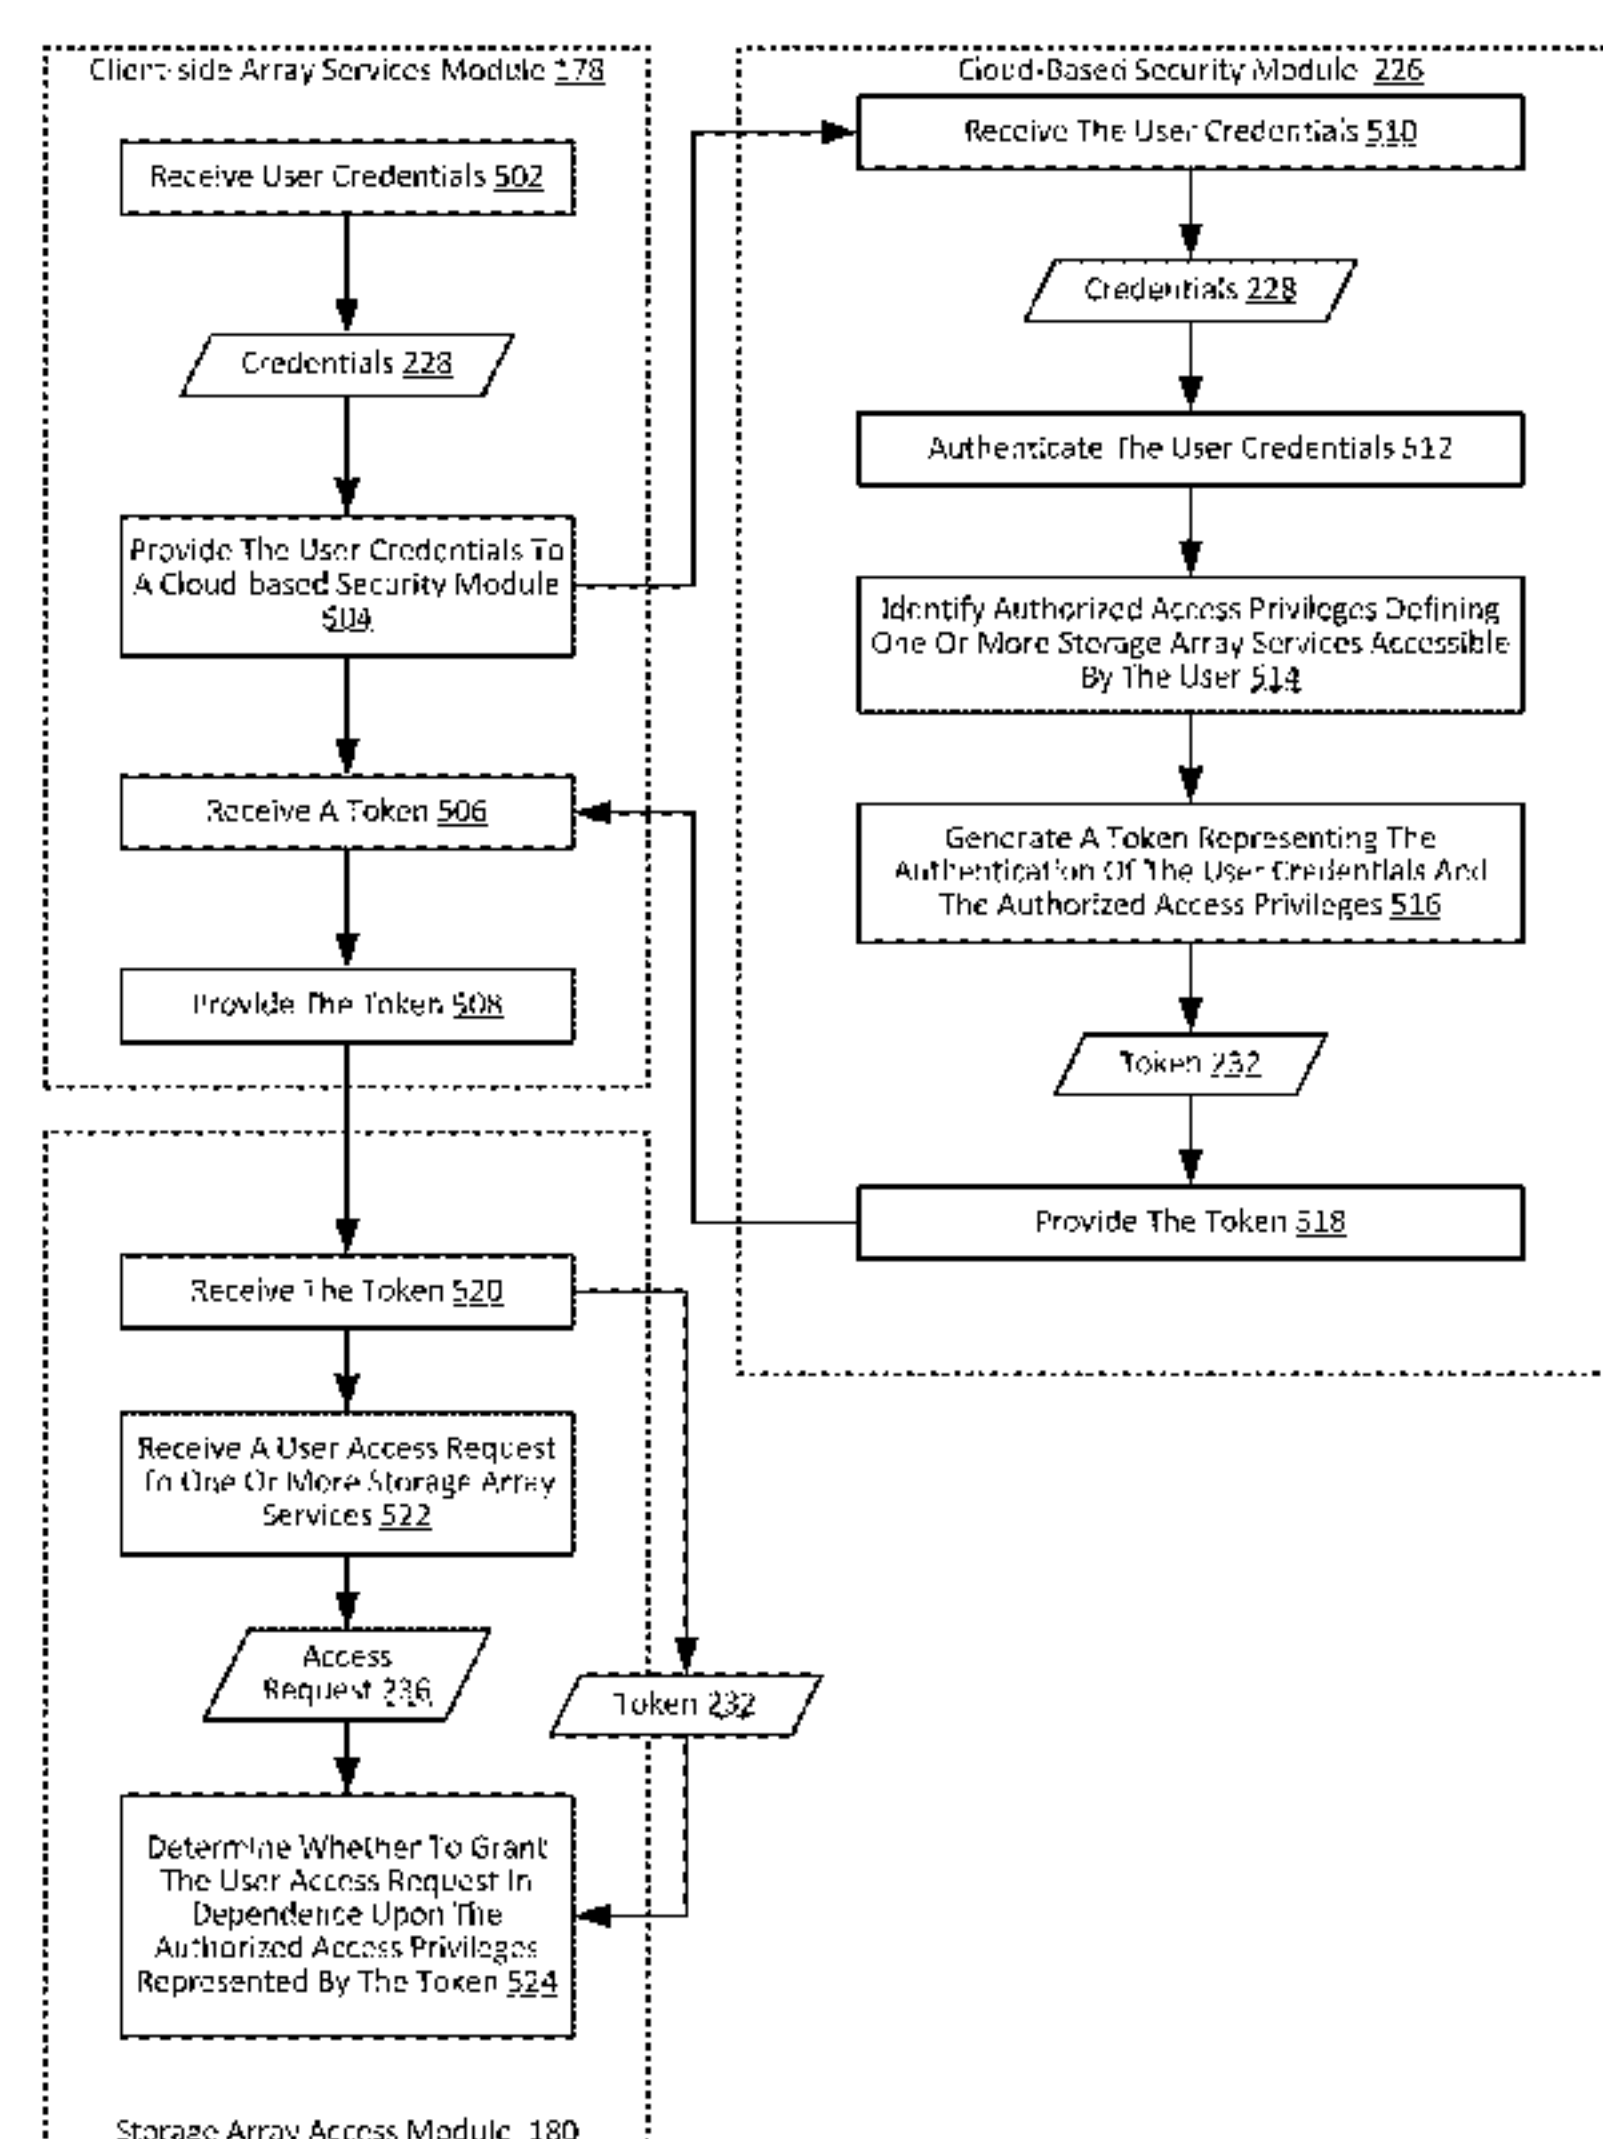 Client-side Array Services Module 178
Receive User Credentials 502
Credentials 228
Provide The User Credentials To
A Cloud-based Security Module
504
Receive A Token 506
Provide The Token 508
Cloud-Based Security Module 226
Receive The User Credentials 510
Credentials 228
Authenticate The User Credentials 512
Identify Authorized Access Privileges Defining
One Or More Storage Array Services Accessible
By The User 514
Generate A Token Representing The
Authentication Of The User Credentials And
The Authorized Access Privileges 516
Token 232
Provide The Token 518
Receive The Token 520
Receive A User Access Request
To One Or More Storage Array
Services 522
Access
Request 236
Token 232
Determine Whether To Grant
The User Access Request In
Dependence Upon The
Authorized Access Privileges
Represented By The Token 524
Storage Array Access Module 180